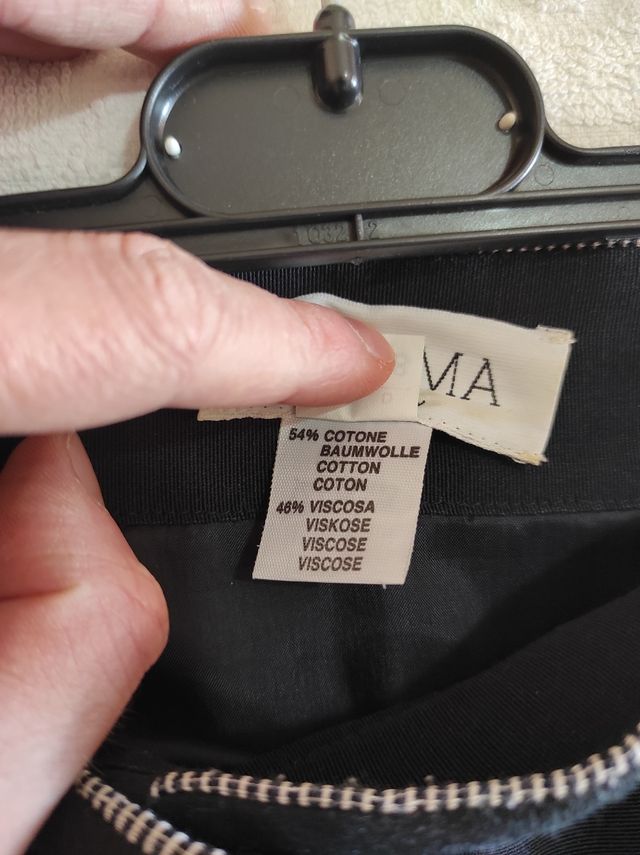 MA
54% COTONE
BAUMWOLLE
COTTON
COTON
46% VISCOSA
VISKOSE
VISCOSE
VISCOSE